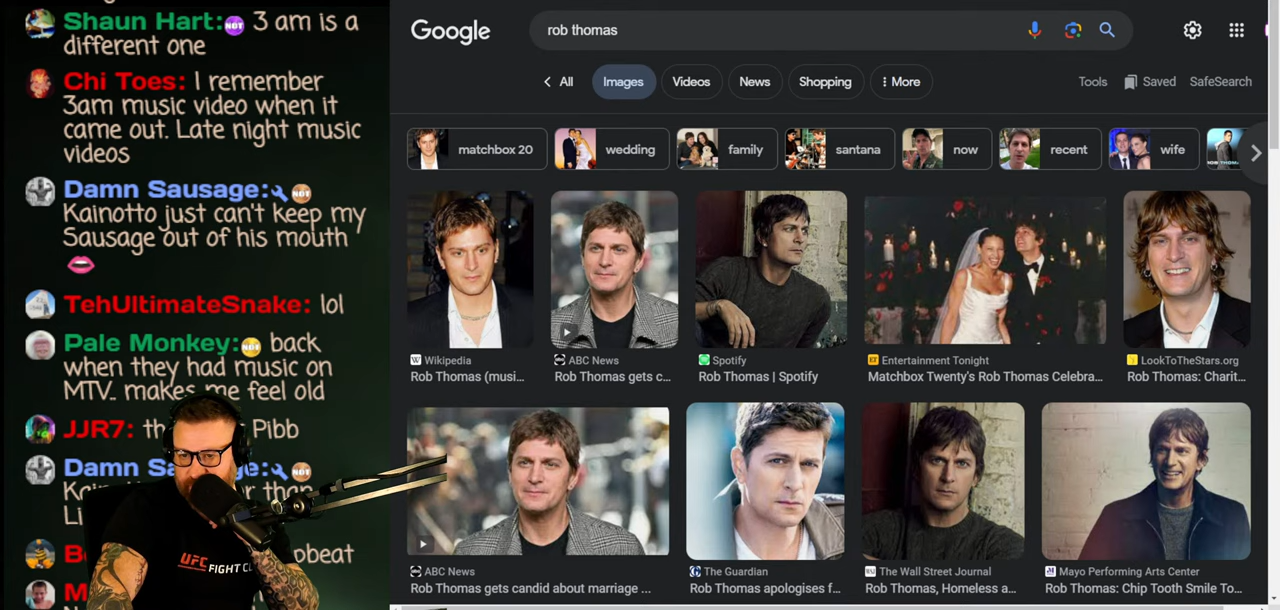 Shaun Hart: NOT 3 am is a
different one
Chi Toes: I remember
3am music video when it
came out. Late night music
videos
Damn Sausage: NOT
Kainotto just can't keep my
Sausage out of his mouth
TehUltimateSnake: lol
Pale Monkey: NOT back
when they had music on
MTV.. makes me feel old
JJR7: Pibb
Damn NOT
UFC
FIGHT
Google
rob thomas
All Images Videos News Shopping More
Tools Saved SafeSearch
matchbox 20 wedding family santana now recent wife
Wikipedia
Rob Thomas (musi...
ABC News
Rob Thomas gets c...
Spotify
Rob Thomas | Spotify
Entertainment Tonight
Matchbox Twenty's Rob Thomas Celebra...
LookToTheStars.org
Rob Thomas: Charit...
ABC News
Rob Thomas gets candid about marriage ...
The Guardian
Rob Thomas apologises f...
The Wall Street Journal
Rob Thomas, Homeless a...
Mayo Performing Arts Center
Rob Thomas: Chip Tooth Smile To...